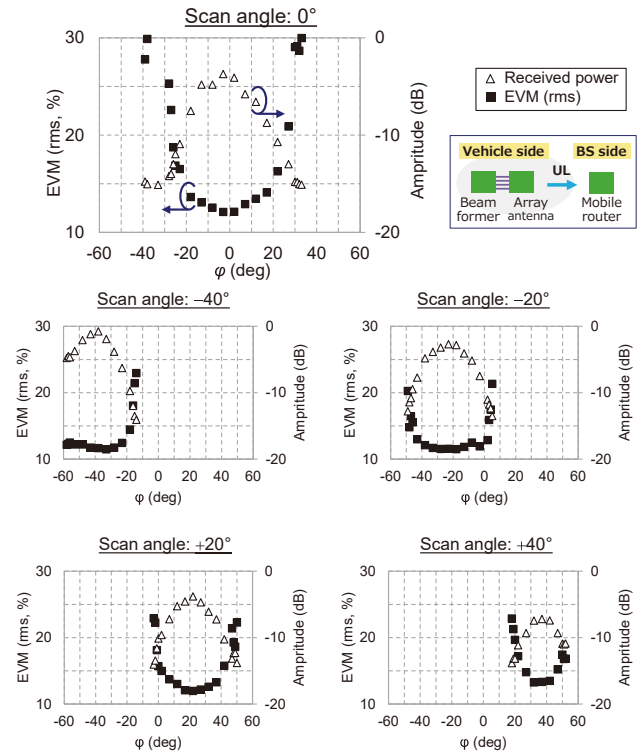 Scan angle: 0°
30
20
10
EVM (rms, %)
0
-10
-20
Amplitude (dB)
-60 -40 -20 0 20 40 60
φ (deg)
△ Received power
■ EVM (rms)
Vehicle side
BS side
UL
Beam former
Array antenna
Mobile router
Scan angle: –40°
30
20
10
EVM (rms, %)
0
-10
-20
Amplitude (dB)
-60 -40 -20 0 20 40 60
φ (deg)
Scan angle: –20°
30
20
10
EVM (rms, %)
0
-10
-20
Amplitude (dB)
-60 -40 -20 0 20 40 60
φ (deg)
Scan angle: +20°
30
20
10
EVM (rms, %)
0
-10
-20
Amplitude (dB)
-60 -40 -20 0 20 40 60
φ (deg)
Scan angle: +40°
30
20
10
EVM (rms, %)
0
-10
-20
Amplitude (dB)
-60 -40 -20 0 20 40 60
φ (deg)